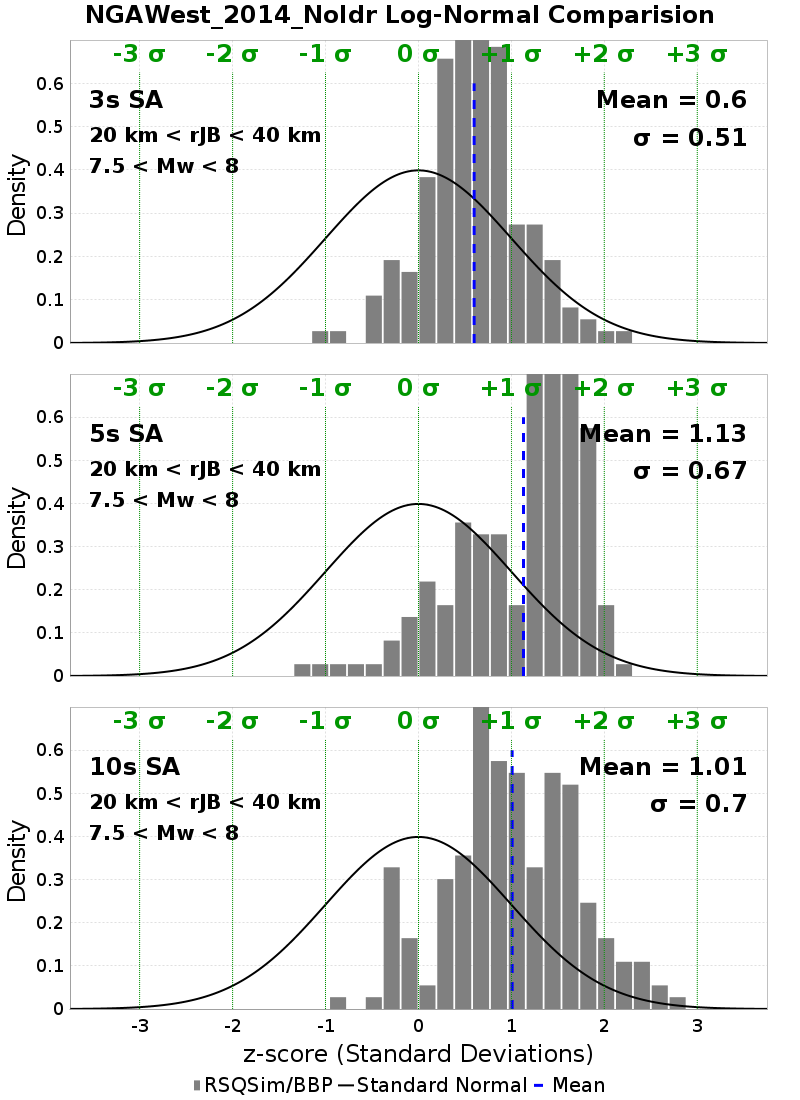 NGAWest_2014_NoIdr Log-Normal Comparision
-3 σ -2 σ -1 σ 0 σ +1 σ +2 σ +3 σ
3s SA Mean = 0.6
20 km < rJB < 40 km σ = 0.51
7.5 < Mw < 8
Density
0.6
0.5
0.4
0.3
0.2
0.1
0
-3 σ -2 σ -1 σ 0 σ +1 σ +2 σ +3 σ
5s SA Mean = 1.13
20 km < rJB < 40 km σ = 0.67
7.5 < Mw < 8
Density
0.6
0.5
0.4
0.3
0.2
0.1
0
-3 σ -2 σ -1 σ 0 σ +1 σ +2 σ +3 σ
10s SA Mean = 1.01
20 km < rJB < 40 km σ = 0.7
7.5 < Mw < 8
Density
0.6
0.5
0.4
0.3
0.2
0.1
0
-3 -2 -1 0 1 2 3
z-score (Standard Deviations)
RSQSim/BBP Standard Normal Mean